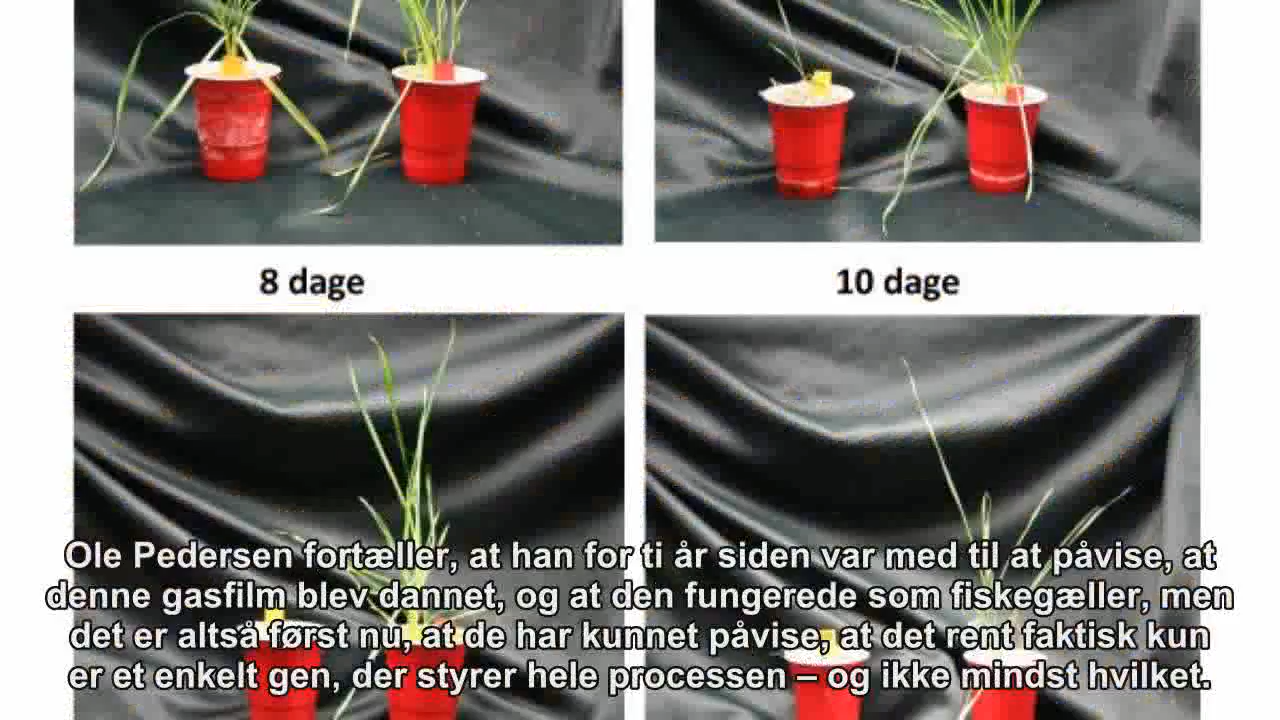 8 dage
10 dage
Ole Pedersen fortæller, at han for ti år siden var med til at påvise, at
denne gasfilm blev dannet, og at den fungerede som fiskegæller, men
det er altså først nu, at de har kunnet påvise, at det rent faktisk kun
er et enkelt gen, der styrer hele processen – og ikke mindst hvilket.